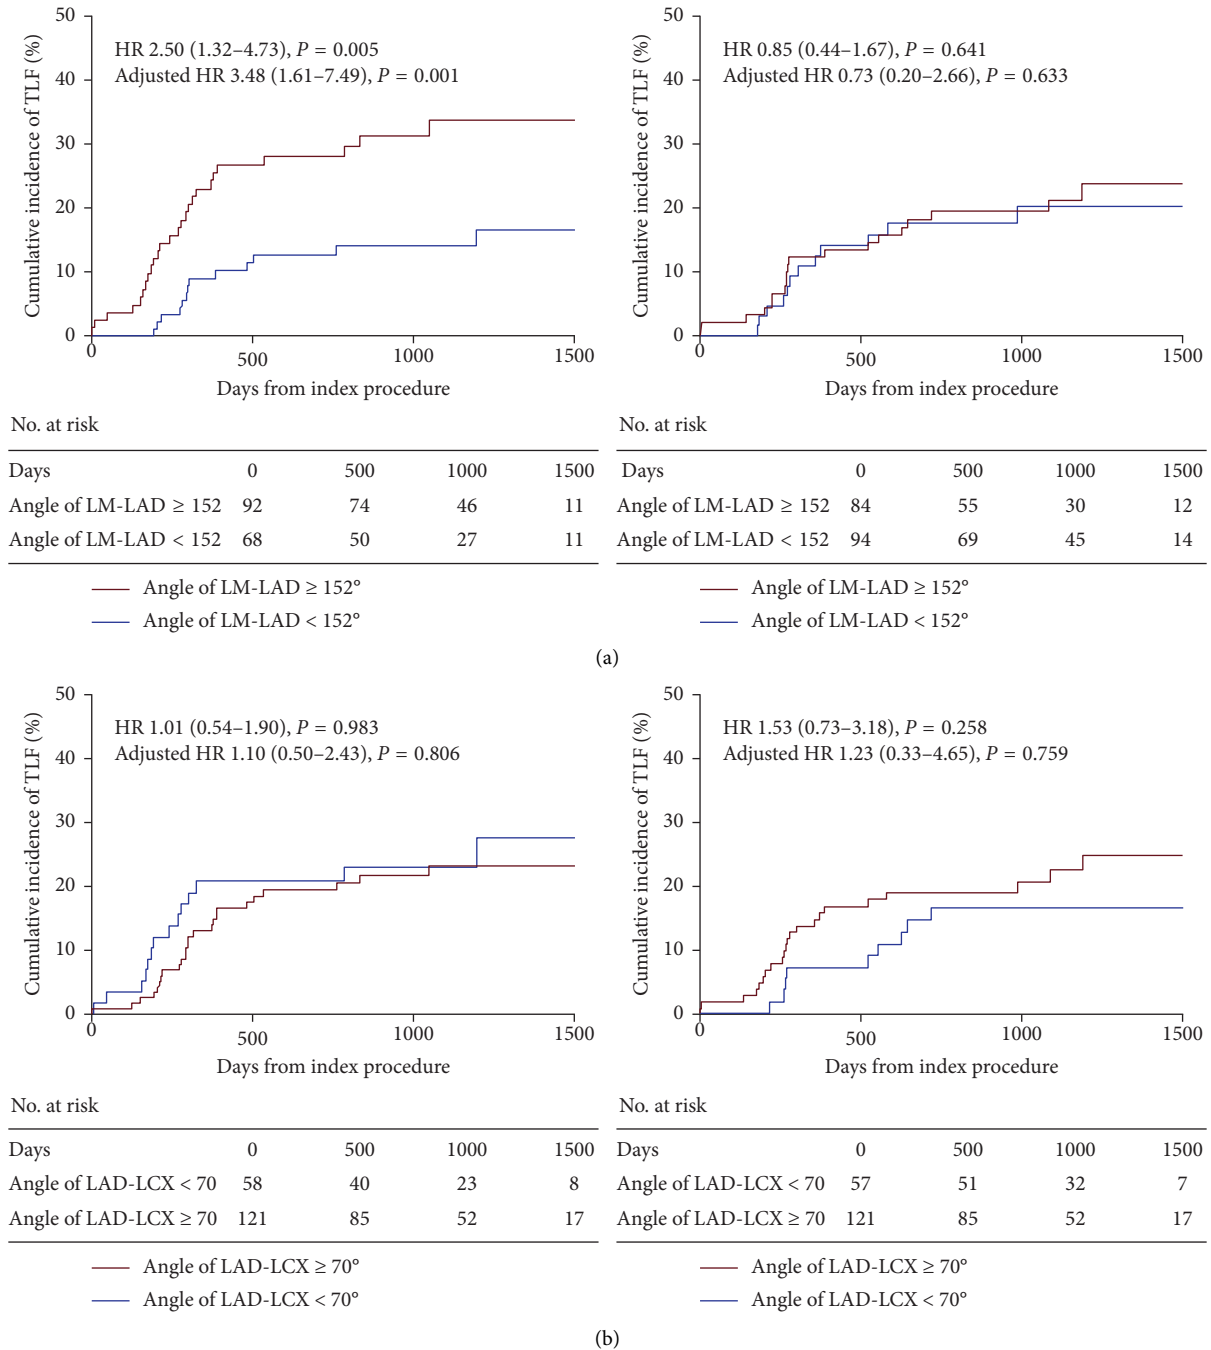 Cumulative incidence of TLF (%)
50
40
30
20
10
0
HR 2.50 (1.32–4.73), P = 0.005
Adjusted HR 3.48 (1.61–7.49), P = 0.001
0 500 1000 1500
Days from index procedure
No. at risk
Days 0 500 1000 1500
Angle of LM-LAD ≥ 152 92 74 46 11
Angle of LM-LAD < 152 68 50 27 11
Angle of LM-LAD ≥ 152°
Angle of LM-LAD < 152°
Cumulative incidence of TLF (%)
50
40
30
20
10
0
HR 0.85 (0.44–1.67), P = 0.641
Adjusted HR 0.73 (0.20–2.66), P = 0.633
0 500 1000 1500
Days from index procedure
No. at risk
Days 0 500 1000 1500
Angle of LM-LAD ≥ 152 84 55 30 12
Angle of LM-LAD < 152 94 69 45 14
Angle of LM-LAD ≥ 152°
Angle of LM-LAD < 152°
(a)
Cumulative incidence of TLF (%)
50
40
30
20
10
0
HR 1.01 (0.54–1.90), P = 0.983
Adjusted HR 1.10 (0.50–2.43), P = 0.806
0 500 1000 1500
Days from index procedure
No. at risk
Days 0 500 1000 1500
Angle of LAD-LCX < 70 58 40 23 8
Angle of LAD-LCX ≥ 70 121 85 52 17
Angle of LAD-LCX ≥ 70°
Angle of LAD-LCX < 70°
Cumulative incidence of TLF (%)
50
40
30
20
10
0
HR 1.53 (0.73–3.18), P = 0.258
Adjusted HR 1.23 (0.33–4.65), P = 0.759
0 500 1000 1500
Days from index procedure
No. at risk
Days 0 500 1000 1500
Angle of LAD-LCX < 70 57 51 32 7
Angle of LAD-LCX ≥ 70 121 85 52 17
Angle of LAD-LCX ≥ 70°
Angle of LAD-LCX < 70°
(b)